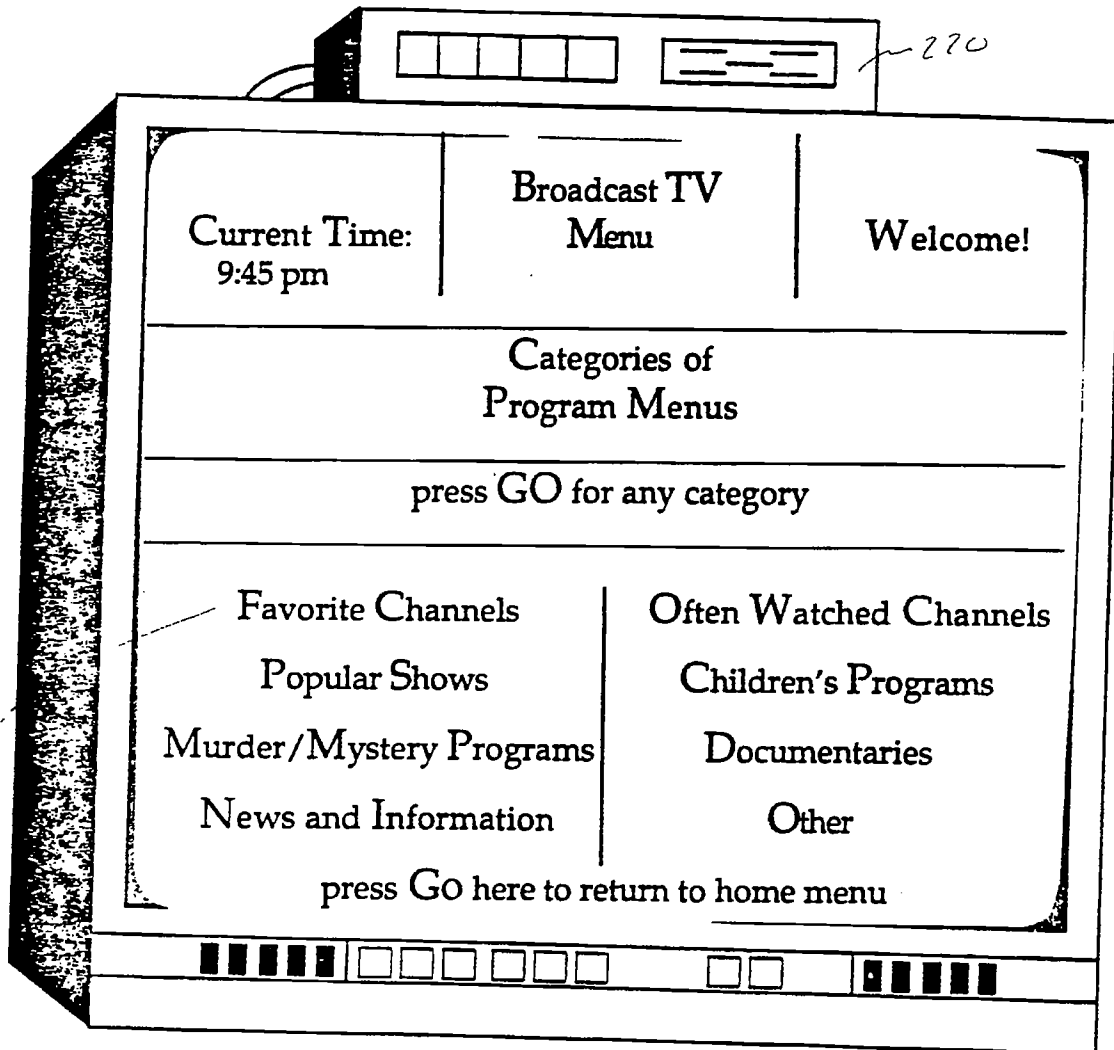 220
Current Time:
9:45 pm
Broadcast TV
Menu
Welcome!
Categories of
Program Menus
press GO for any category
Favorite Channels
Popular Shows
Murder/Mystery Programs
News and Information
Often Watched Channels
Children's Programs
Documentaries
Other
press Go here to return to home menu